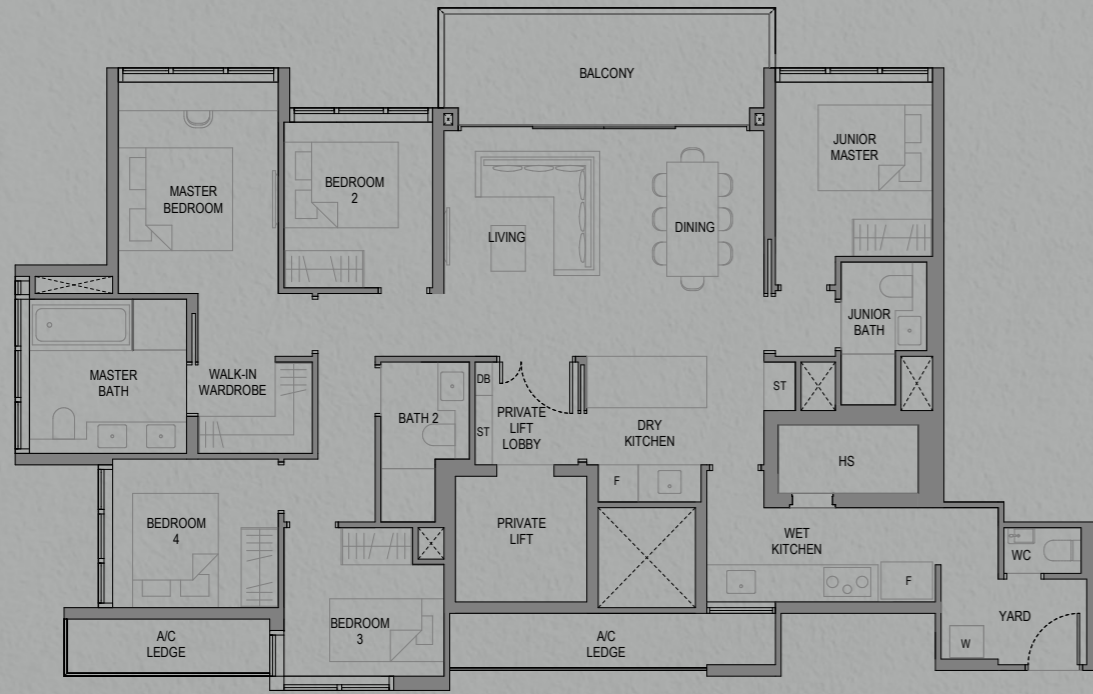 BALCONY
JUNIOR
MASTER
MASTER
BEDROOM
BEDROOM
2
LIVING
DINING
JUNIOR
BATH
MASTER
BATH
WALK-IN
WARDROBE
BATH 2
DB
ST
PRIVATE
LIFT
LOBBY
DRY
KITCHEN
ST
F
HS
BEDROOM
4
PRIVATE
LIFT
WET
KITCHEN
WC
F
BEDROOM
3
YARD
W
A/C
LEDGE
A/C
LEDGE